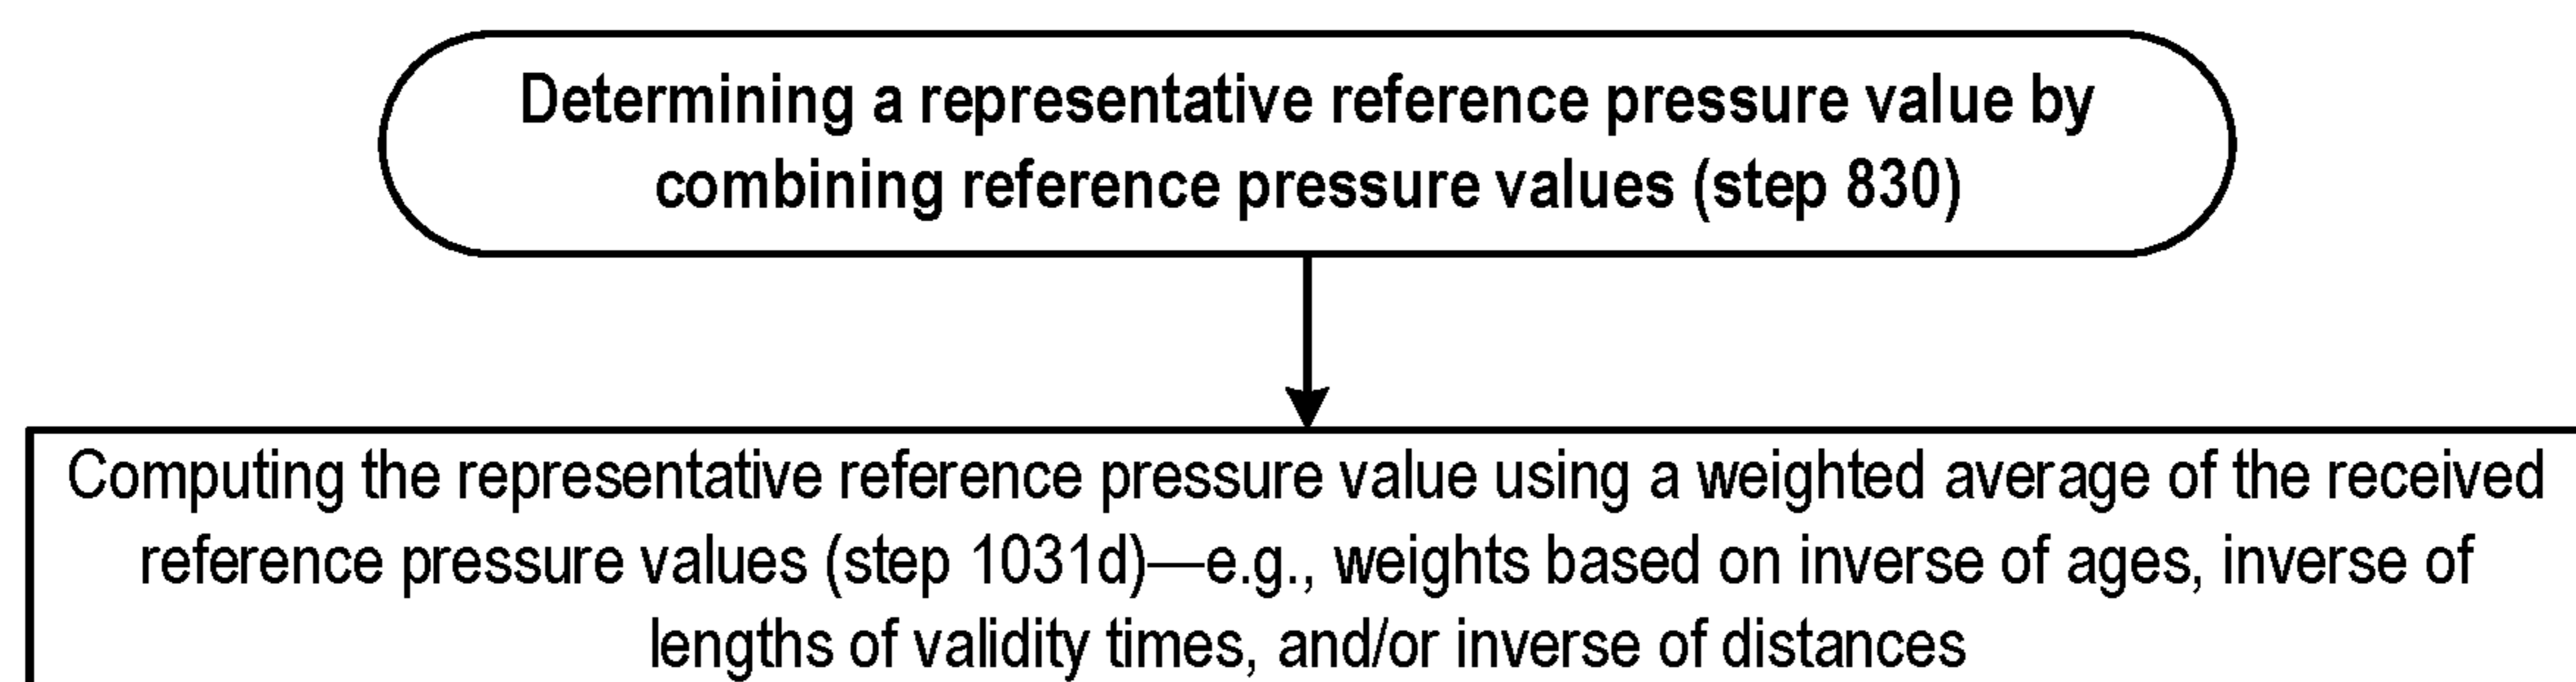 Determining a representative reference pressure value by
combining reference pressure values (step 830)
Computing the representative reference pressure value using a weighted average of the received
reference pressure values (step 1031d)—e.g., weights based on inverse of ages, inverse of
lengths of validity times, and/or inverse of distances